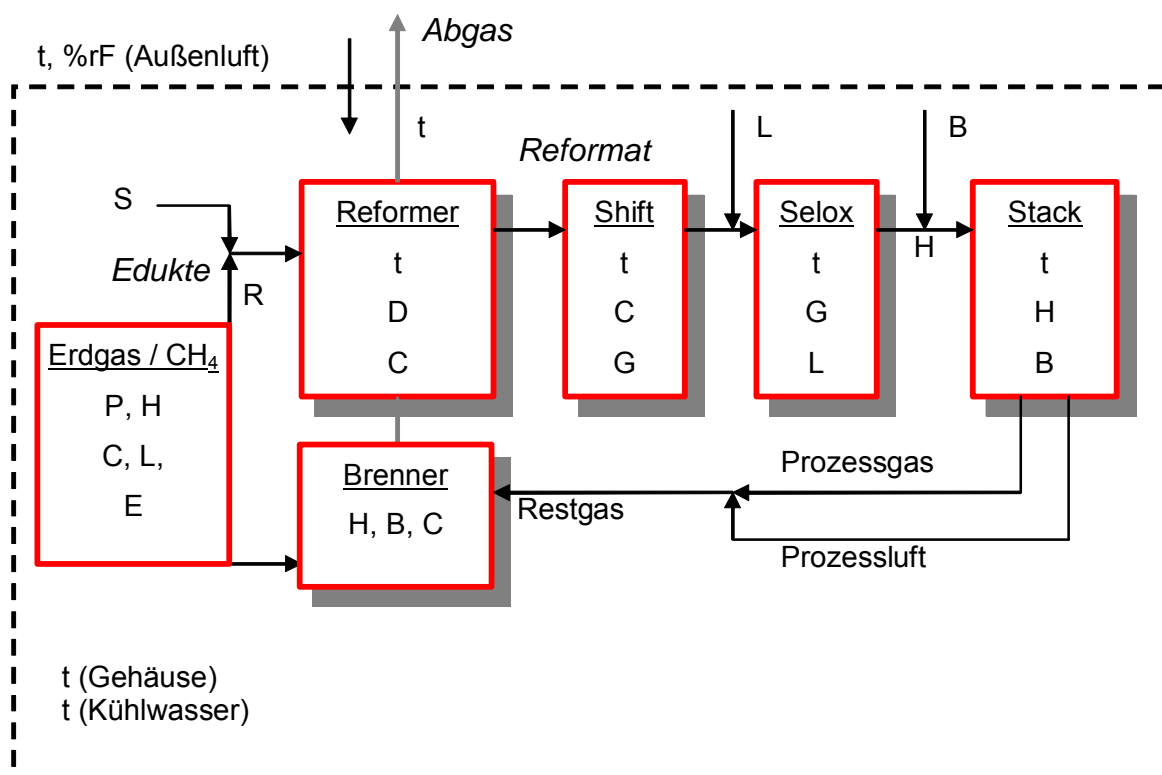 Abgas
t, %rF (Außenluft)
t
L
B
Reformat
S
Edukte
R
Reformer
t
D
C
Shift
t
C
G
Selox
t
G
L
H
Stack
t
H
B
Erdgas / CH₄
P, H
C, L,
E
Brenner
H, B, C
Prozessgas
Restgas
Prozessluft
t (Gehäuse)
t (Kühlwasser)